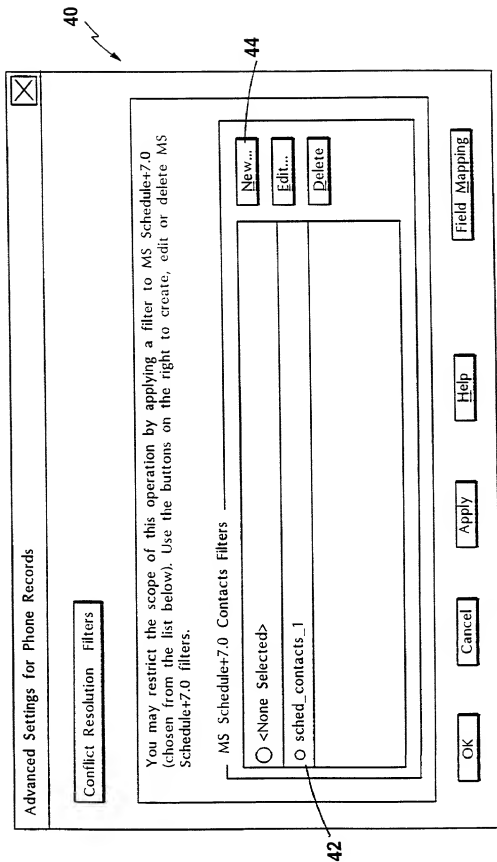 40
Advanced Settings for Phone Records
Conflict Resolution Filters
You may restrict the scope of this operation by applying a filter to MS Schedule+7.0
(chosen from the list below). Use the buttons on the right to create, edit or delete MS
Schedule+7.0 filters.
MS Schedule+7.0 Contacts Filters
<None Selected>
sched_contacts_1
New...
Edit...
Delete
44
42
OK
Cancel
Apply
Help
Field Mapping